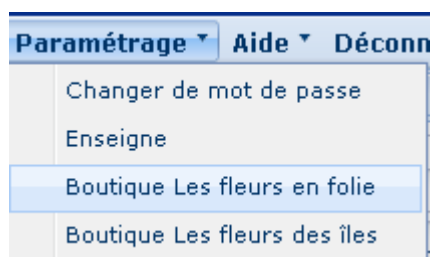 Paramétrage Aide Déconn
Changer de mot de passe
Enseigne
Boutique Les fleurs en folie
Boutique Les fleurs des îles